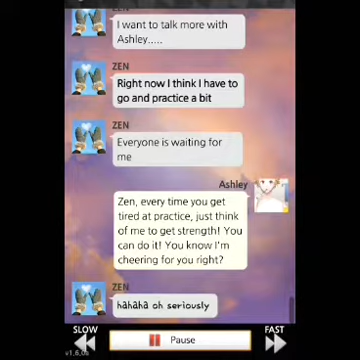 ZEN
I want to talk more with
Ashley.....
ZEN
Right now I think I have to
go and practice a bit
ZEN
Everyone is waiting for
me
Ashley
Zen, every time you get
tired at practice, just think
of me to get strength! You
can do it! You know I'm
cheering for you right?
ZEN
hahaha oh seriously
SLOW
Pause
FAST